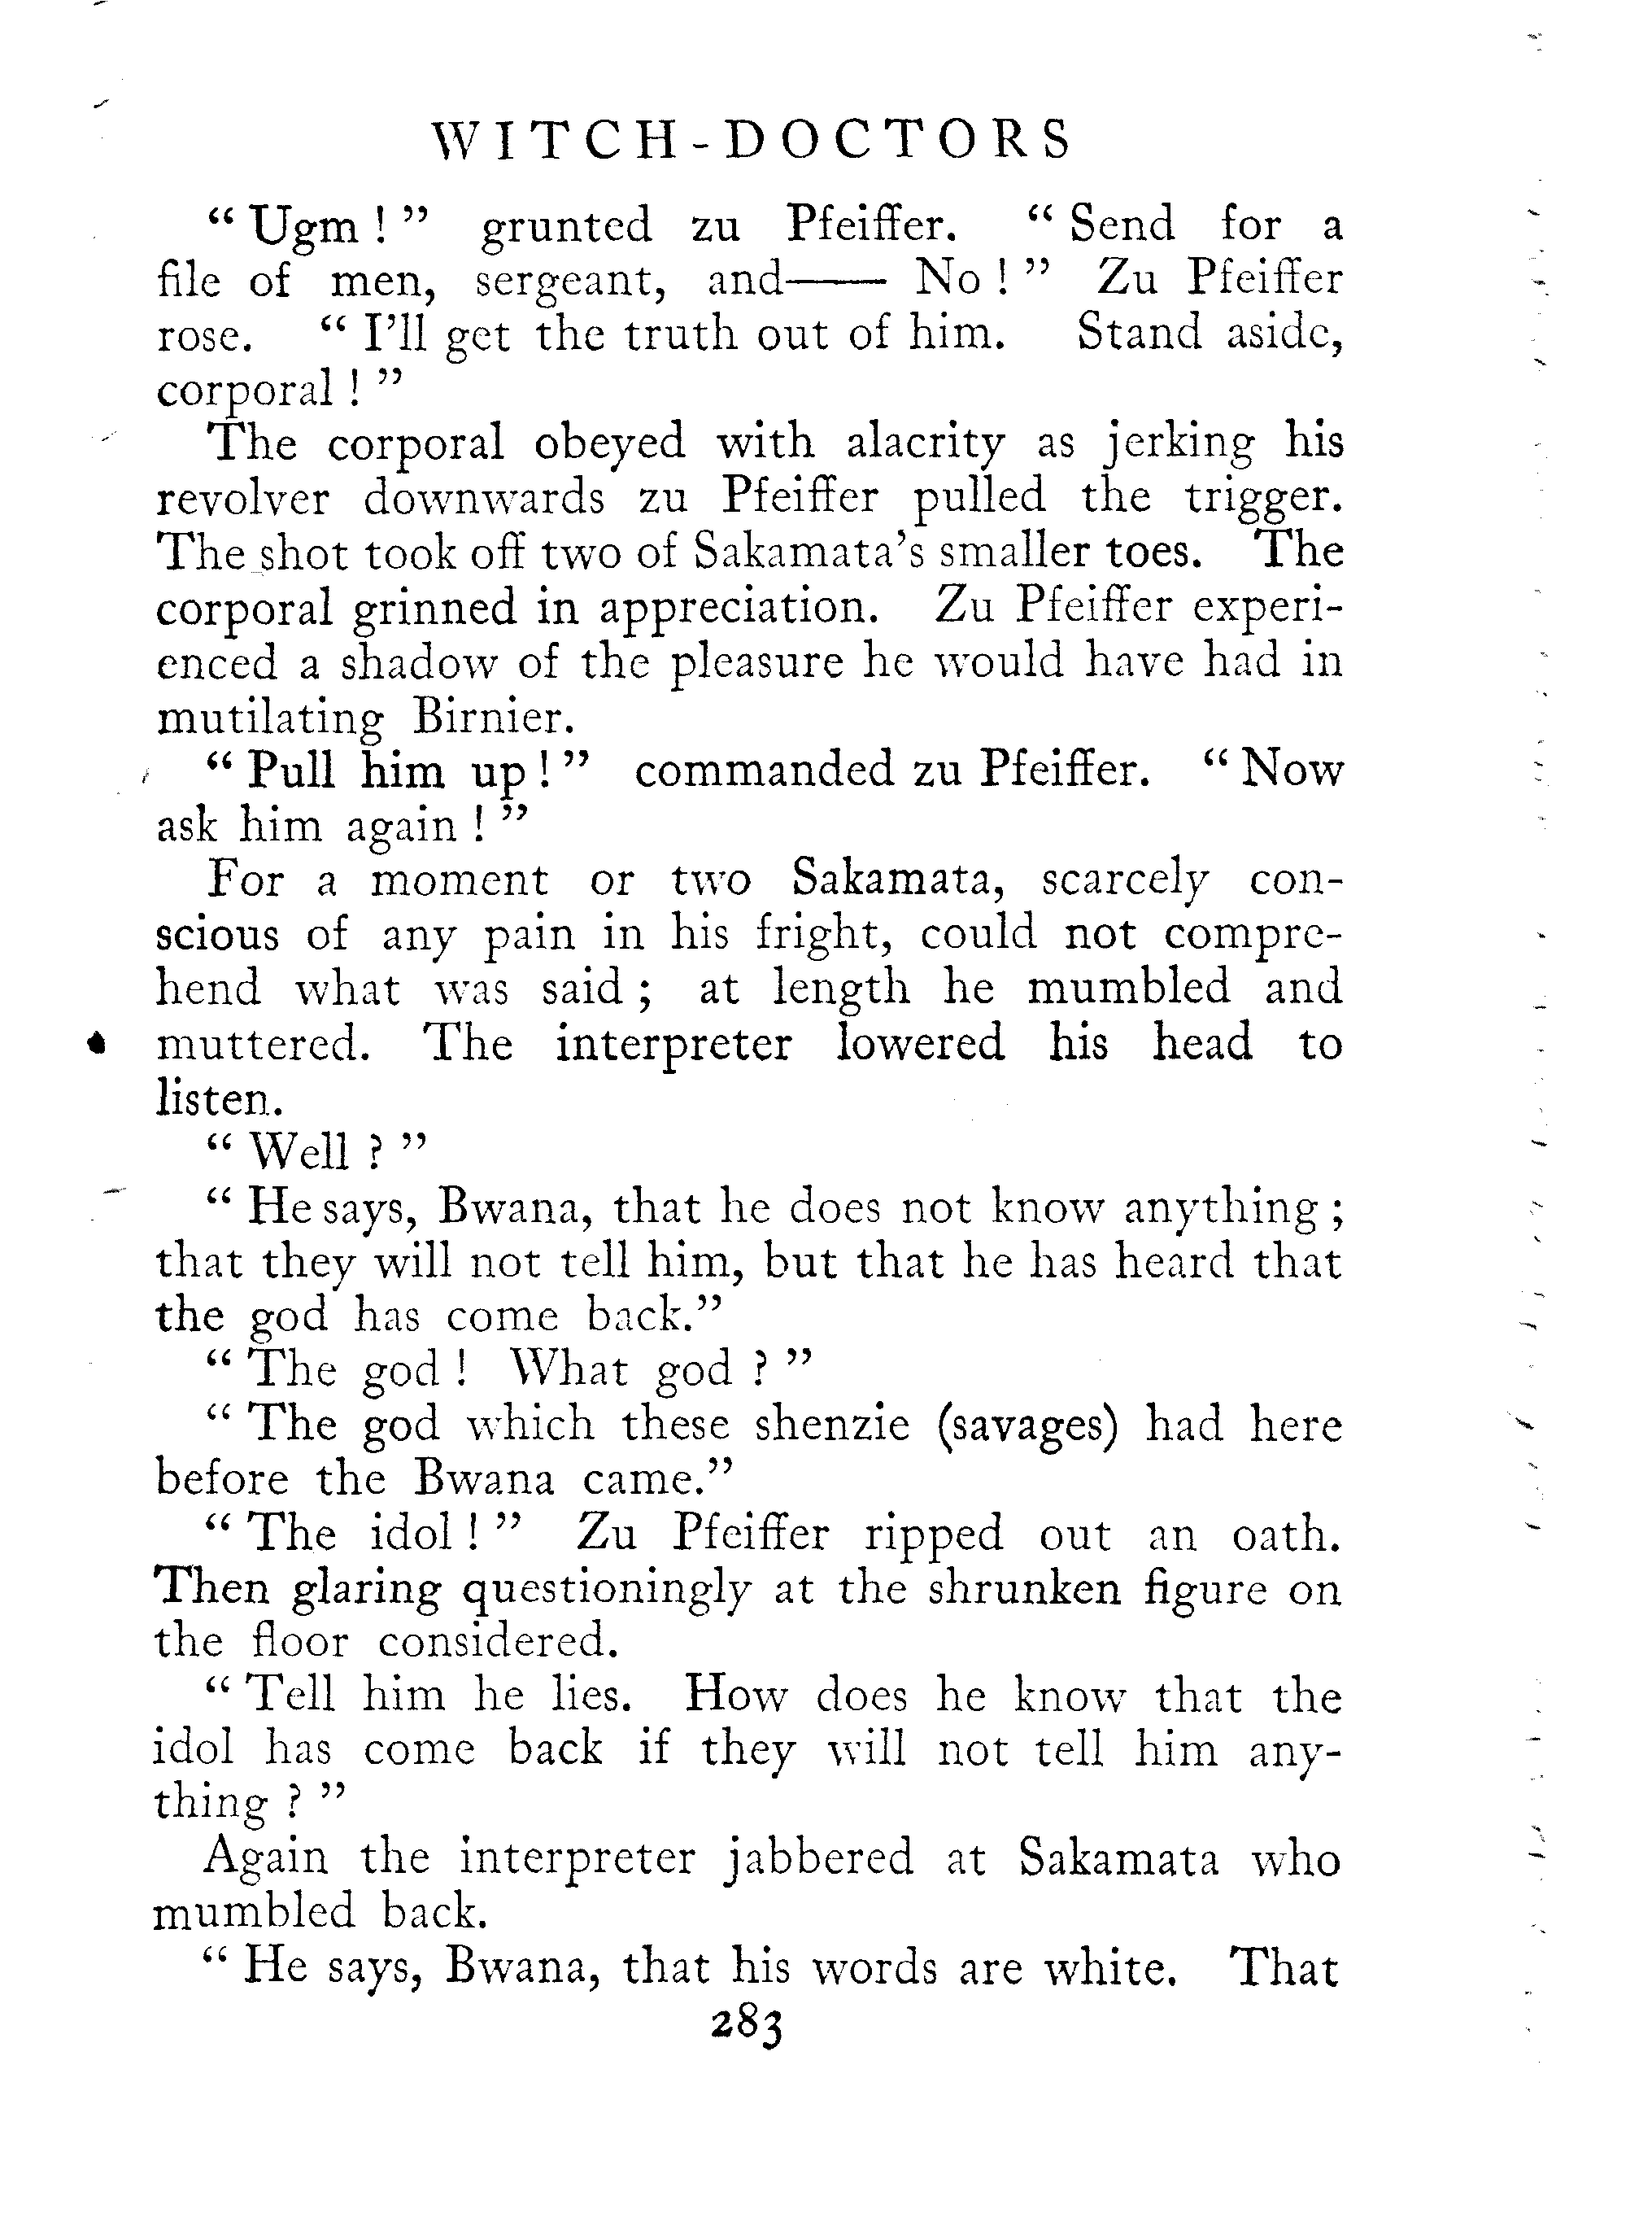 WITCH-DOCTORS
“ Ugm ! ” grunted zu Pfeiffer. “ Send for a
file of men, sergeant, and—— No ! ” Zu Pfeiffer
rose. “ I’ll get the truth out of him. Stand aside,
corporal ! ”
The corporal obeyed with alacrity as jerking his
revolver downwards zu Pfeiffer pulled the trigger.
The shot took off two of Sakamata’s smaller toes. The
corporal grinned in appreciation. Zu Pfeiffer experi-
enced a shadow of the pleasure he would have had in
mutilating Birnier.
“ Pull him up ! ” commanded zu Pfeiffer. “ Now
ask him again ! ”
For a moment or two Sakamata, scarcely con-
scious of any pain in his fright, could not compre-
hend what was said ; at length he mumbled and
muttered. The interpreter lowered his head to
listen.
“ Well ? ”
“ He says, Bwana, that he does not know anything ;
that they will not tell him, but that he has heard that
the god has come back.”
“ The god ! What god ? ”
“ The god which these shenzie (savages) had here
before the Bwana came.”
“ The idol ! ” Zu Pfeiffer ripped out an oath.
Then glaring questioningly at the shrunken figure on
the floor considered.
“ Tell him he lies. How does he know that the
idol has come back if they will not tell him any-
thing ? ”
Again the interpreter jabbered at Sakamata who
mumbled back.
“ He says, Bwana, that his words are white. That
283